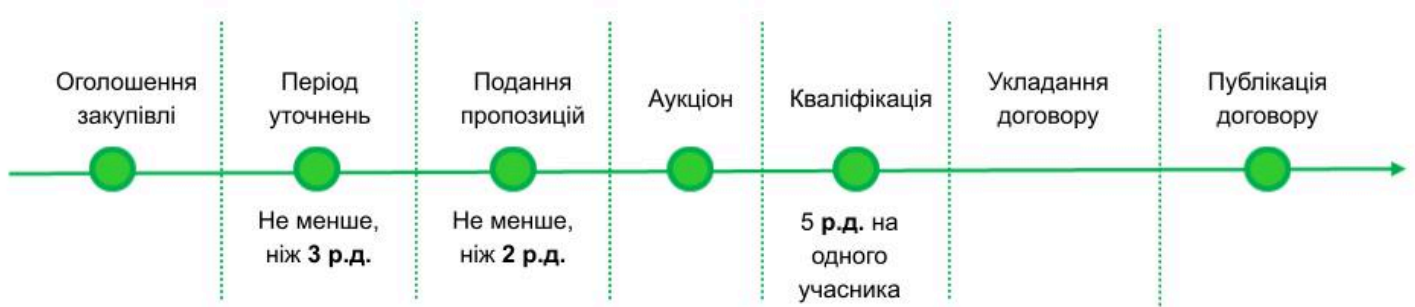 Оголошення
закупівлі
Період
уточнень
Подання
пропозицій
Аукціон
Кваліфікація
Укладання
договору
Публікація
договору
Не менше,
ніж 3 р.д.
Не менше,
ніж 2 р.д.
5 р.д. на
одного
учасника